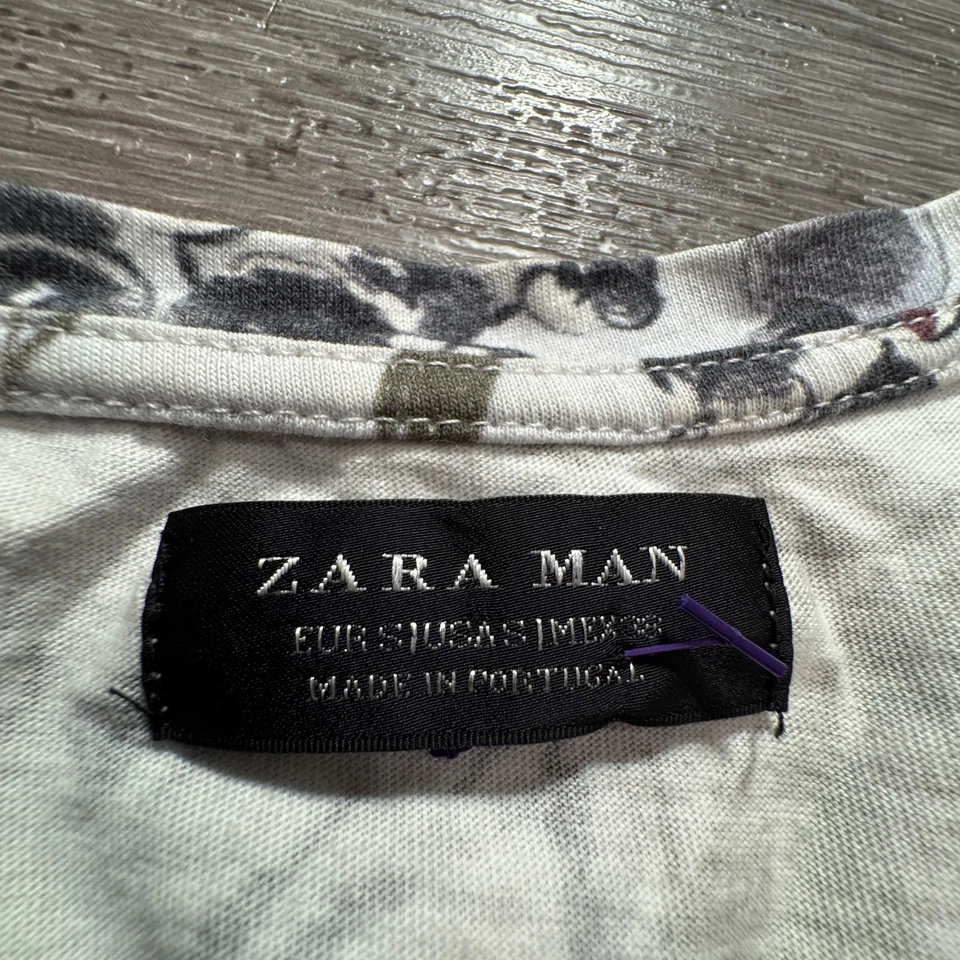 ZARA MAN
EUR S|USA S|MEX 38
MADE IN PORTUGAL